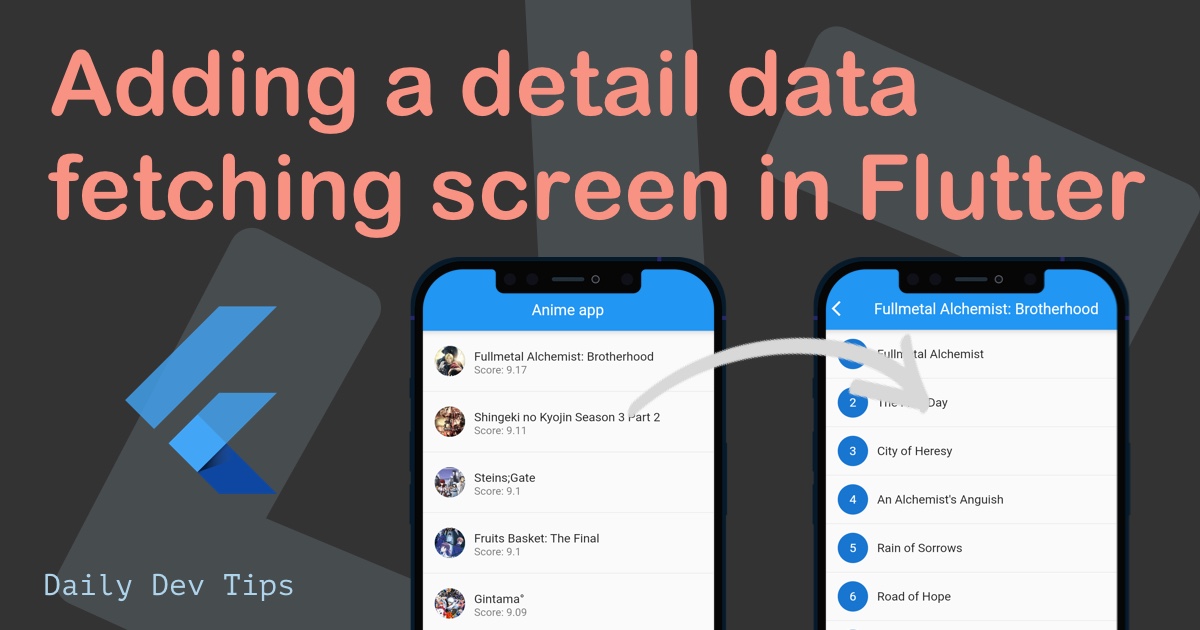 Adding a detail data
fetching screen in Flutter
Anime app
Fullmetal Alchemist: Brotherhood
Score: 9.17
Shingeki no Kyojin Season 3 Part 2
Score: 9.11
Steins;Gate
Score: 9.1
Fruits Basket: The Final
Score: 9.1
Gintama°
Score: 9.09
Fullmetal Alchemist: Brotherhood
Fullmetal Alchemist
2 The Day
3 City of Heresy
4 An Alchemist's Anguish
5 Rain of Sorrows
6 Road of Hope
Daily Dev Tips